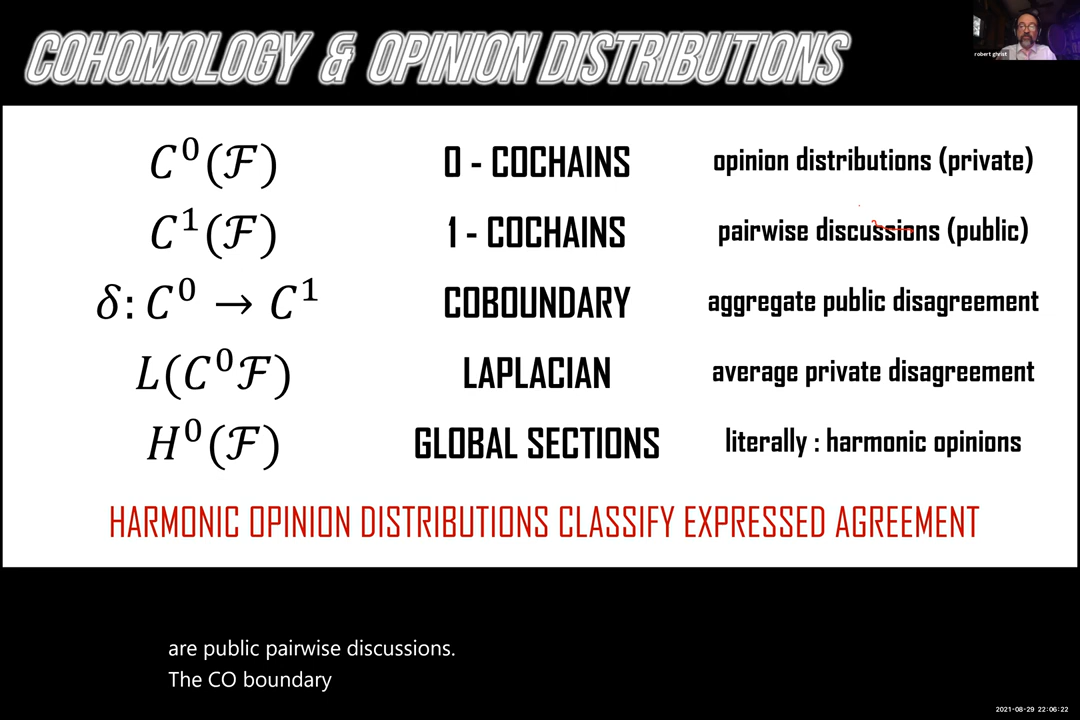 COHOMOLOGY & OPINION DISTRIBUTIONS
robert ghrist
C⁰(ℱ) 0 - COCHAINS opinion distributions (private)
C¹(ℱ) 1 - COCHAINS pairwise discussions (public)
δ: C⁰ → C¹ COBOUNDARY aggregate public disagreement
L(C⁰ℱ) LAPLACIAN average private disagreement
H⁰(ℱ) GLOBAL SECTIONS literally : harmonic opinions
HARMONIC OPINION DISTRIBUTIONS CLASSIFY EXPRESSED AGREEMENT
are public pairwise discussions.
The CO boundary
2021-08-29 22:06:22